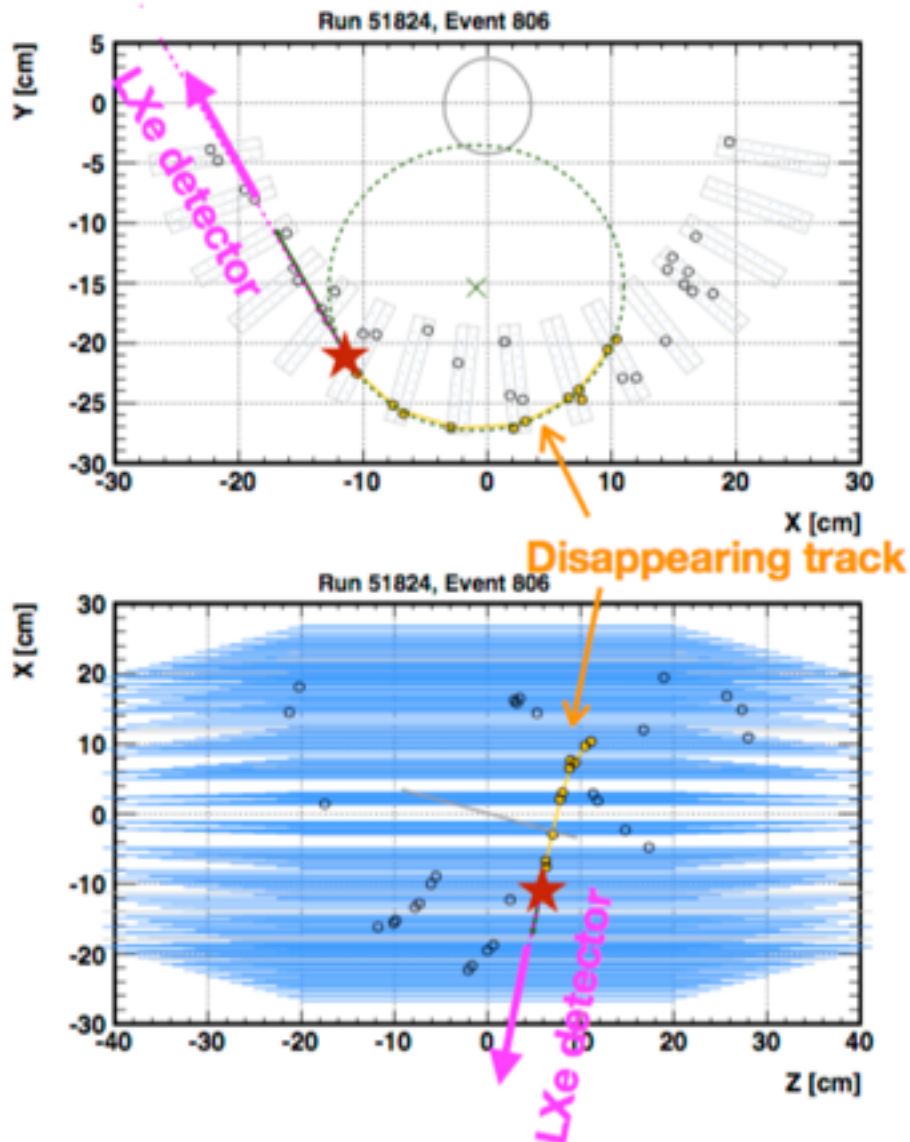 Run 51824, Event 806
Y [cm]
5
0
-5
-10
-15
-20
-25
-30
LXe detector
-30 -20 -10 0 10 20 30
X [cm]
Disappearing track
Run 51824, Event 806
X [cm]
30
20
10
0
-10
-20
-30
LXe detector
-40 -30 -20 -10 0 10 20 30 40
Z [cm]